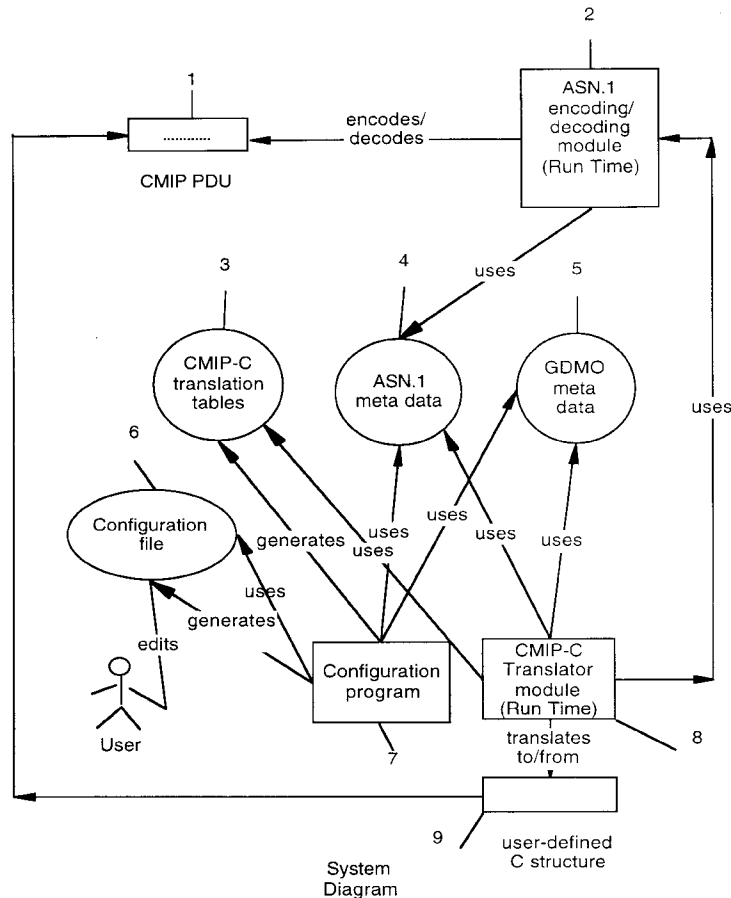 2
1
ASN.1
encoding/
decoding
module
(Run Time)
encodes/
decodes
............
CMIP PDU
uses
3
4
5
CMIP-C
translation
tables
ASN.1
meta data
GDMO
meta
data
uses
6
Configuration
file
generates
uses
uses
uses
uses
uses
uses
generates
edits
User
Configuration
program
CMIP-C
Translator
module
(Run Time)
7
translates
to/from
8
9
user-defined
C structure
System
Diagram